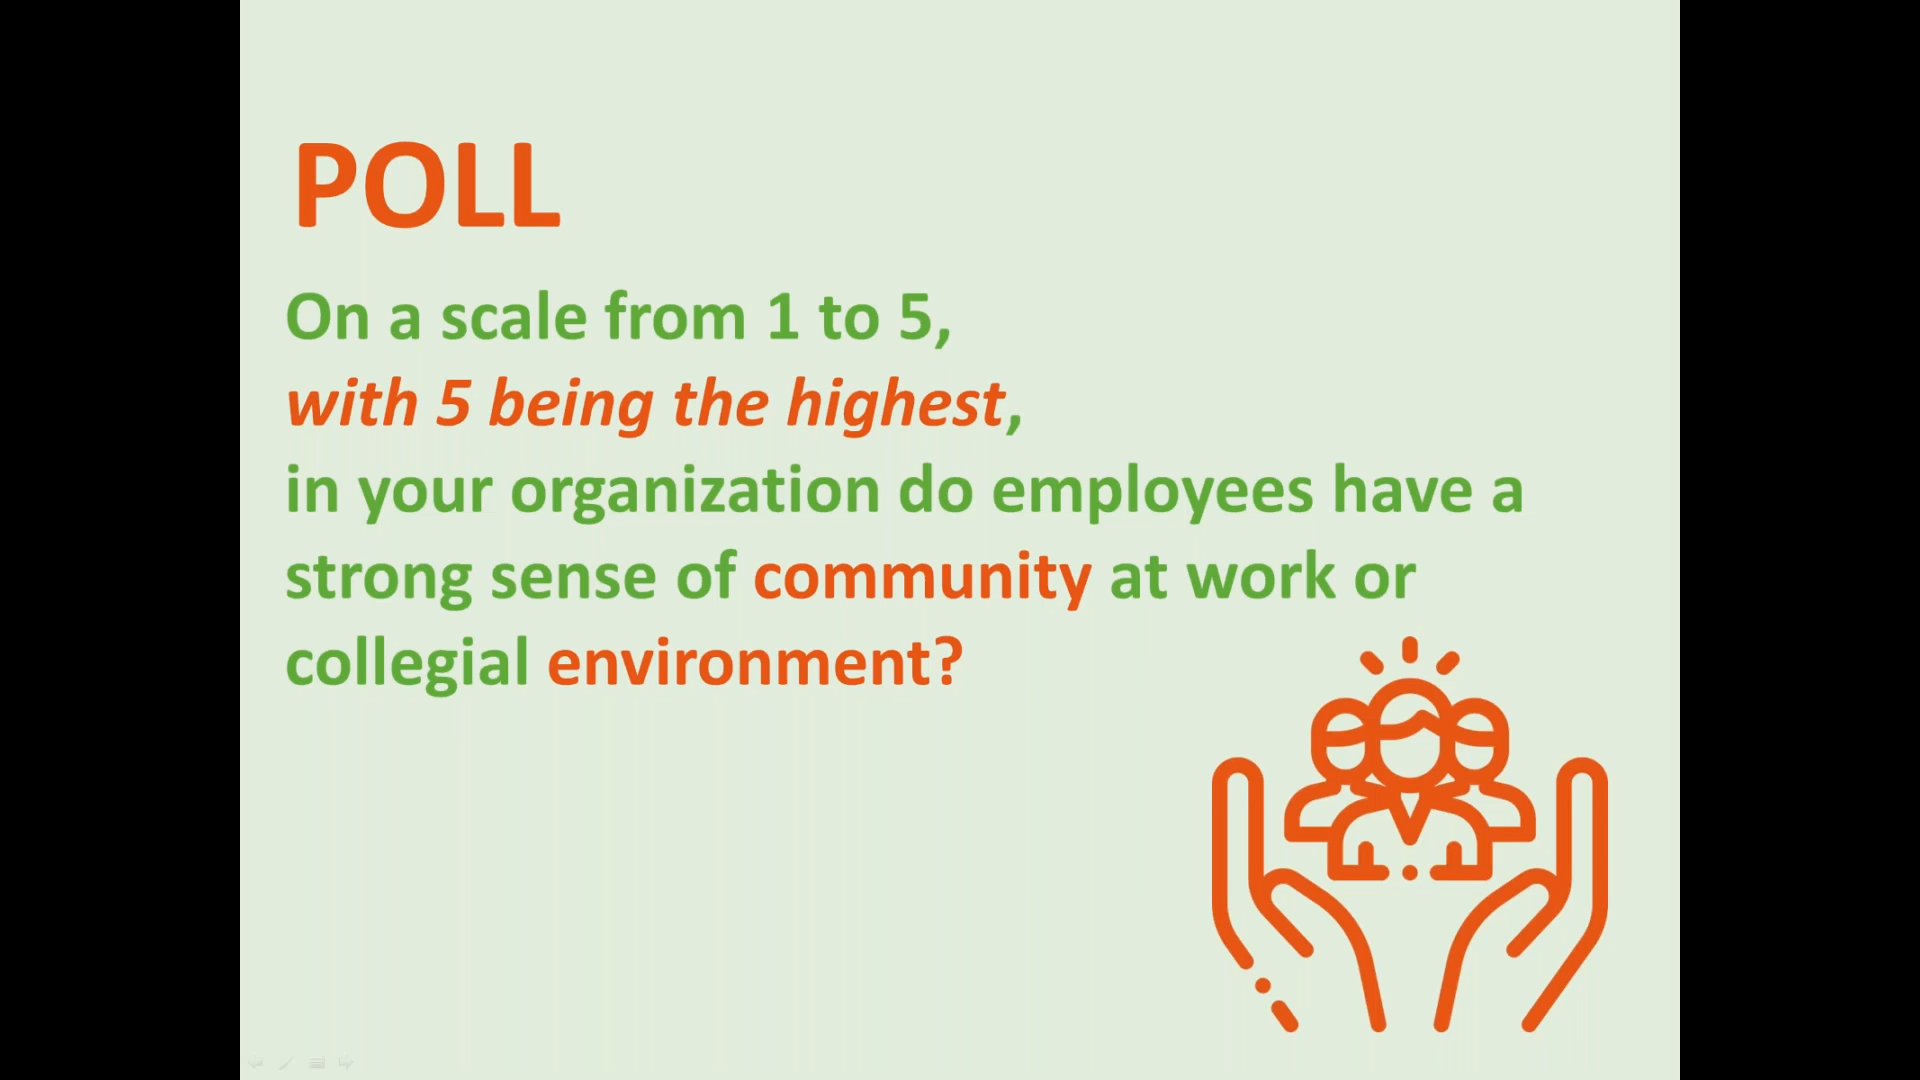 POLL
On a scale from 1 to 5,
with 5 being the highest,
in your organization do employees have a
strong sense of community at work or
collegial environment?